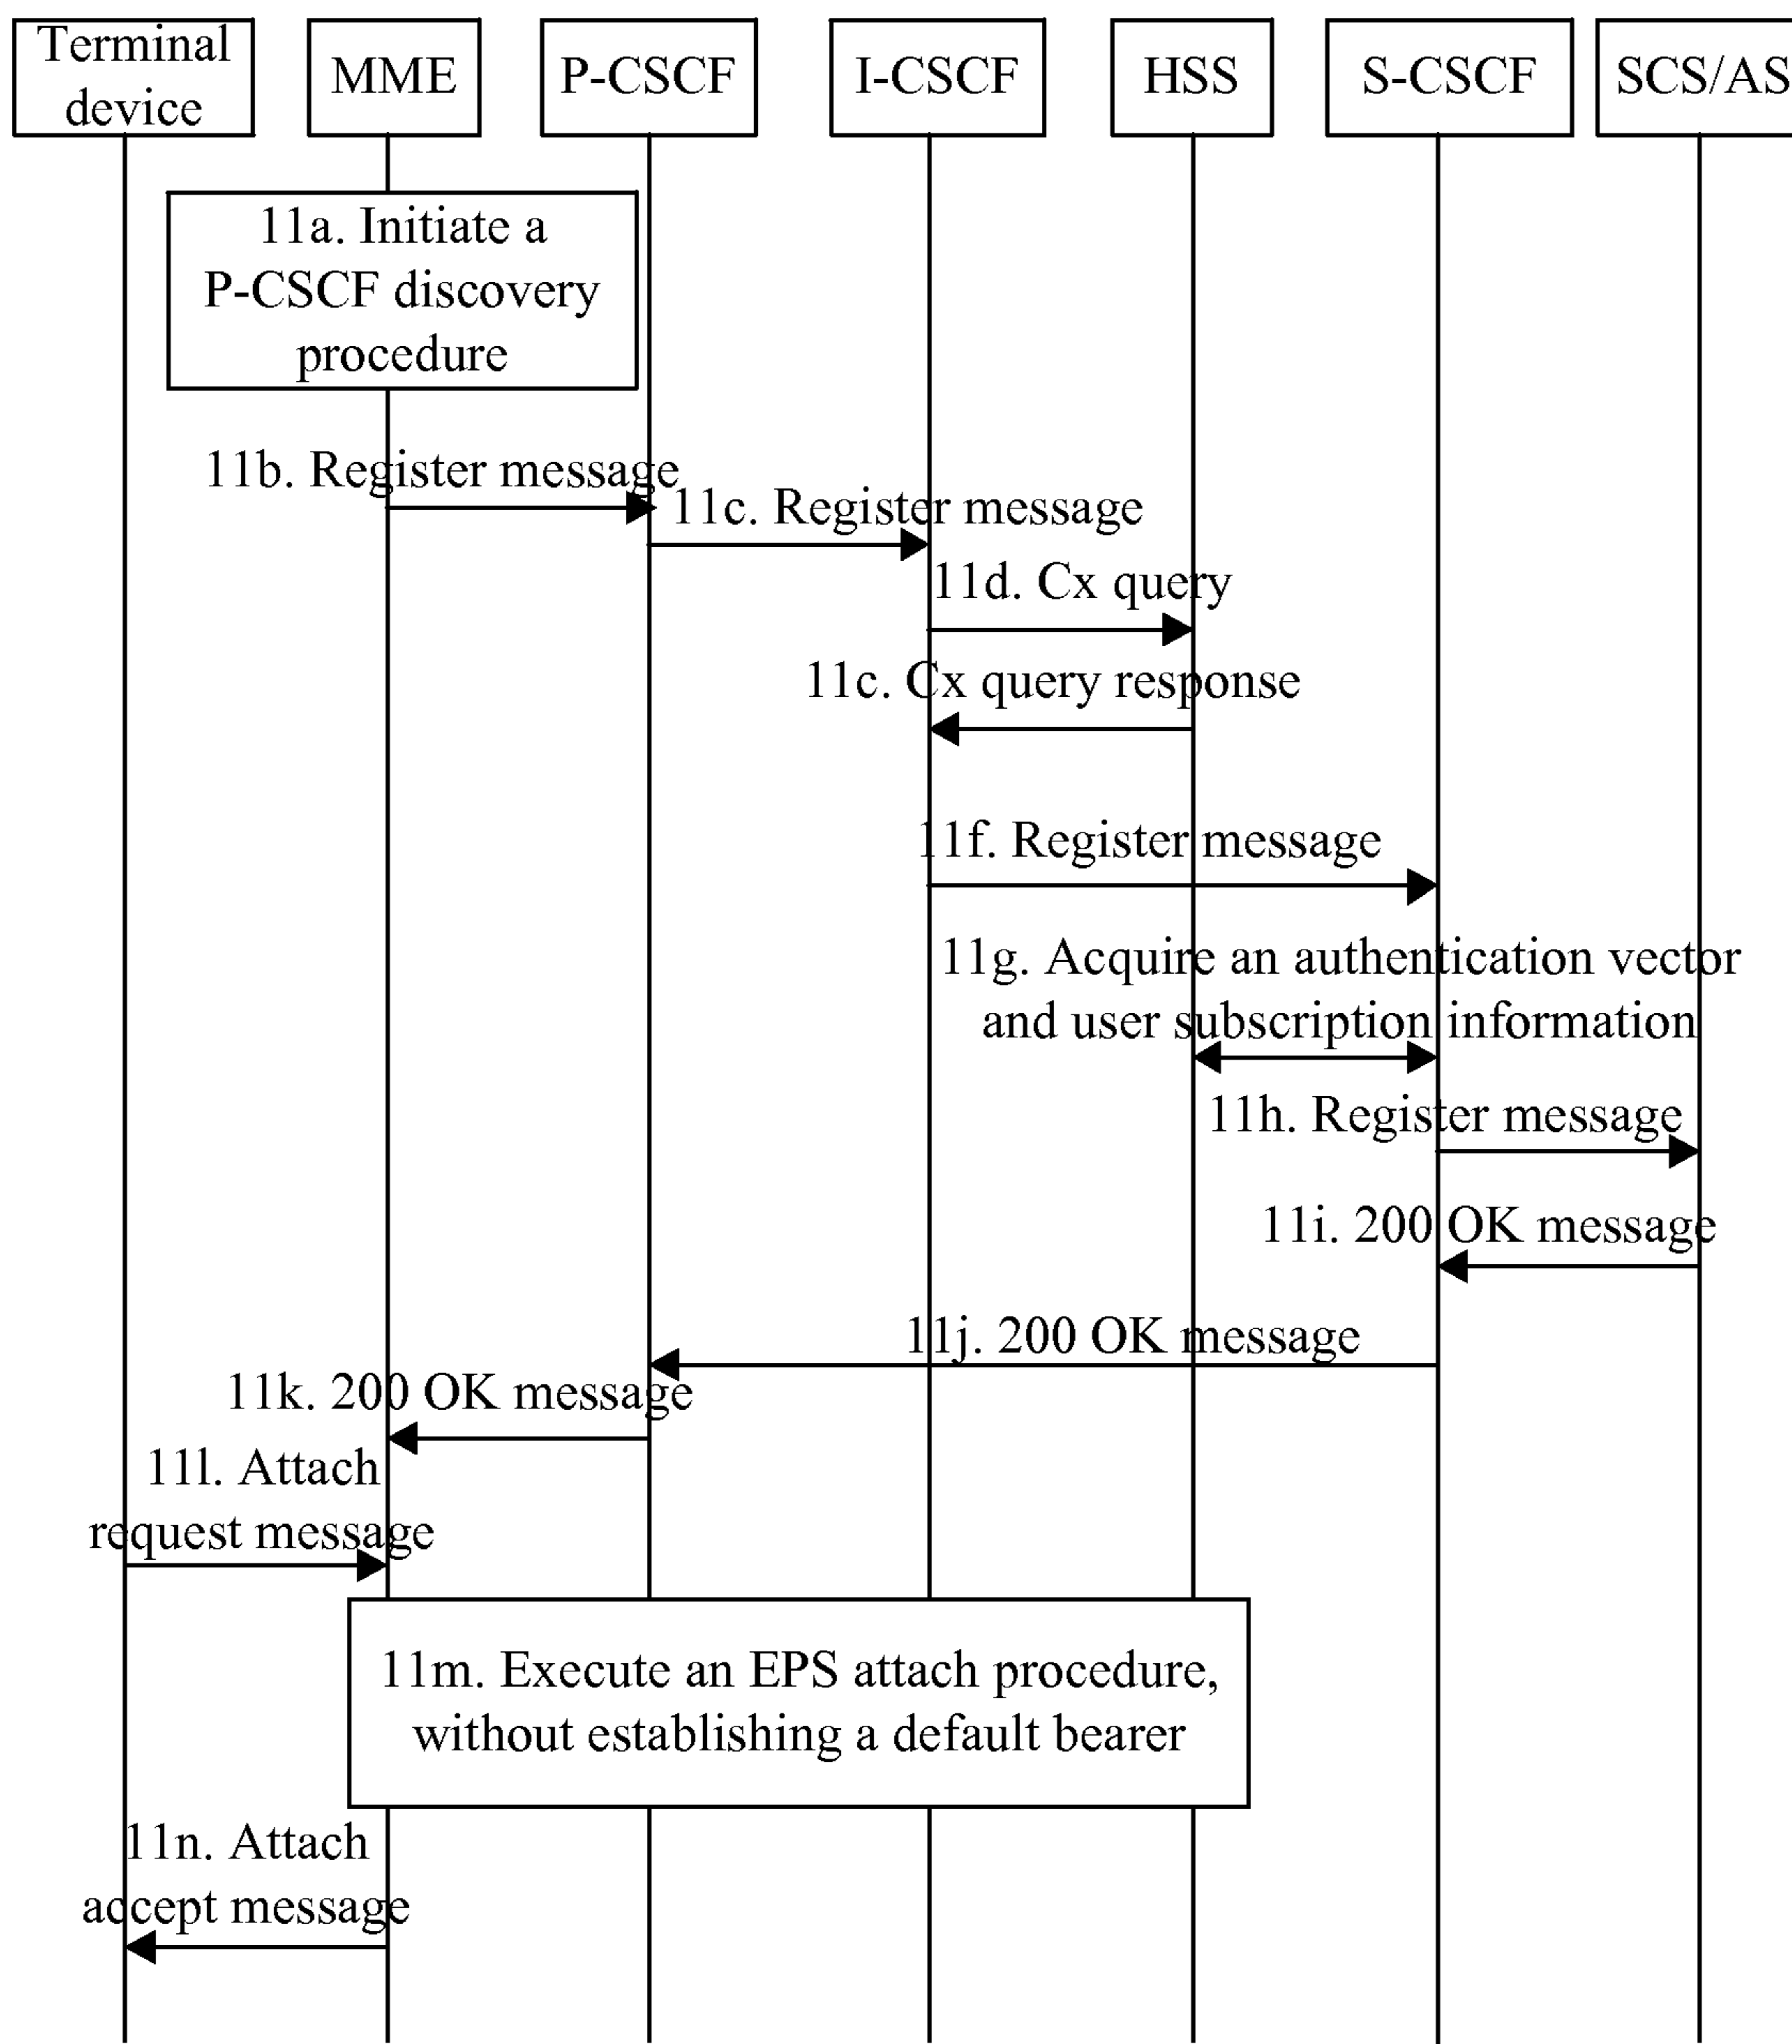 Terminal
device
MME
P-CSCF
I-CSCF
HSS
S-CSCF
SCS/AS
11a. Initiate a
P-CSCF discovery
procedure
11b. Register message
11c. Register message
11d. Cx query
11c. Cx query response
11f. Register message
11g. Acquire an authentication vector
and user subscription information
11h. Register message
11i. 200 OK message
11j. 200 OK message
11k. 200 OK message
11l. Attach
request message
11m. Execute an EPS attach procedure,
without establishing a default bearer
11n. Attach
accept message